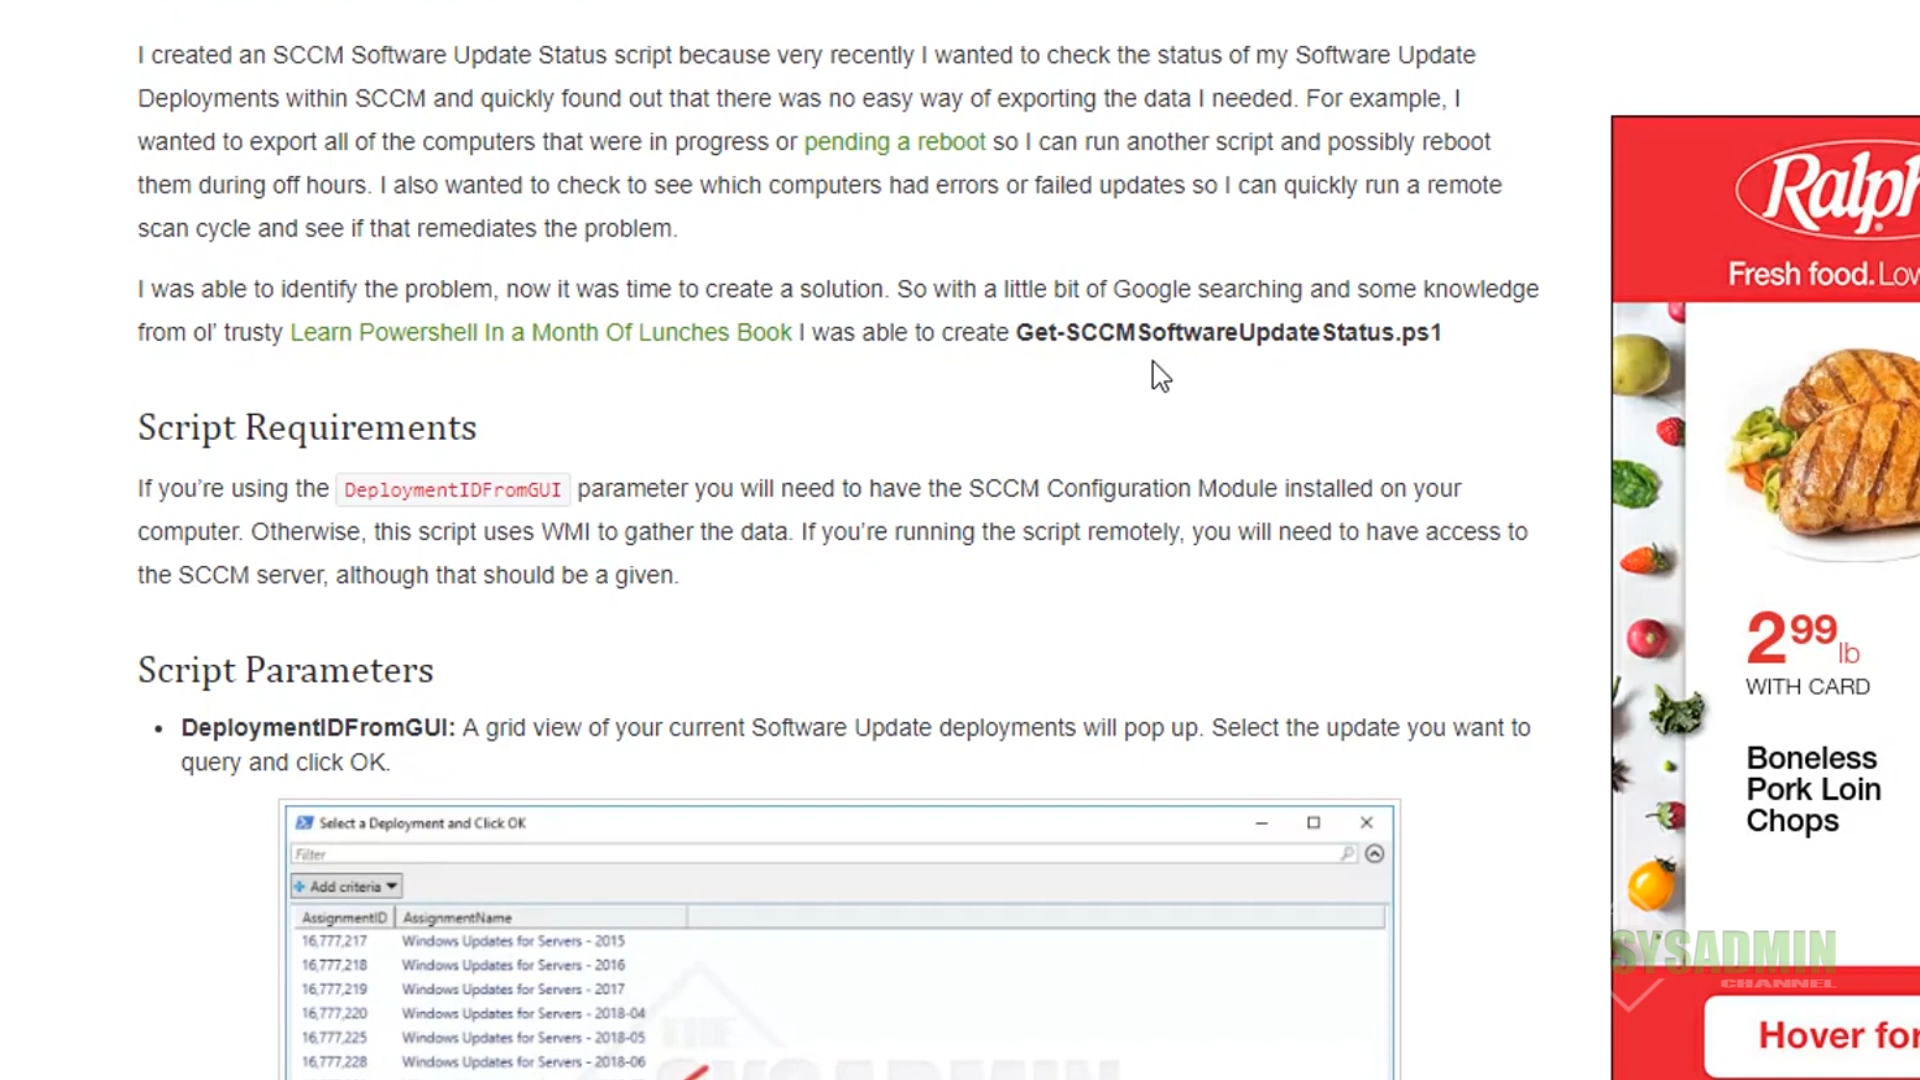 I created an SCCM Software Update Status script because very recently I wanted to check the status of my Software Update
Deployments within SCCM and quickly found out that there was no easy way of exporting the data I needed. For example, I
wanted to export all of the computers that were in progress or pending a reboot so I can run another script and possibly reboot
them during off hours. I also wanted to check to see which computers had errors or failed updates so I can quickly run a remote
scan cycle and see if that remediates the problem.
I was able to identify the problem, now it was time to create a solution. So with a little bit of Google searching and some knowledge
from ol’ trusty Learn Powershell In a Month Of Lunches Book I was able to create Get-SCCMSoftwareUpdateStatus.ps1
Script Requirements
If you’re using the DeploymentIDFromGUI parameter you will need to have the SCCM Configuration Module installed on your
computer. Otherwise, this script uses WMI to gather the data. If you’re running the script remotely, you will need to have access to
the SCCM server, although that should be a given.
Script Parameters
• DeploymentIDFromGUI: A grid view of your current Software Update deployments will pop up. Select the update you want to
query and click OK.
Select a Deployment and Click OK
Filter
Add criteria
AssignmentID AssignmentName
16,777,217 Windows Updates for Servers - 2015
16,777,218 Windows Updates for Servers - 2016
16,777,219 Windows Updates for Servers - 2017
16,777,220 Windows Updates for Servers - 2018-04
16,777,225 Windows Updates for Servers - 2018-05
16,777,228 Windows Updates for Servers - 2018-06
THE
SYSADMIN
Fresh food.
2 99 lb
WITH CARD
Boneless
Pork Loin
Chops
SYSADMIN
CHANNEL
Hover